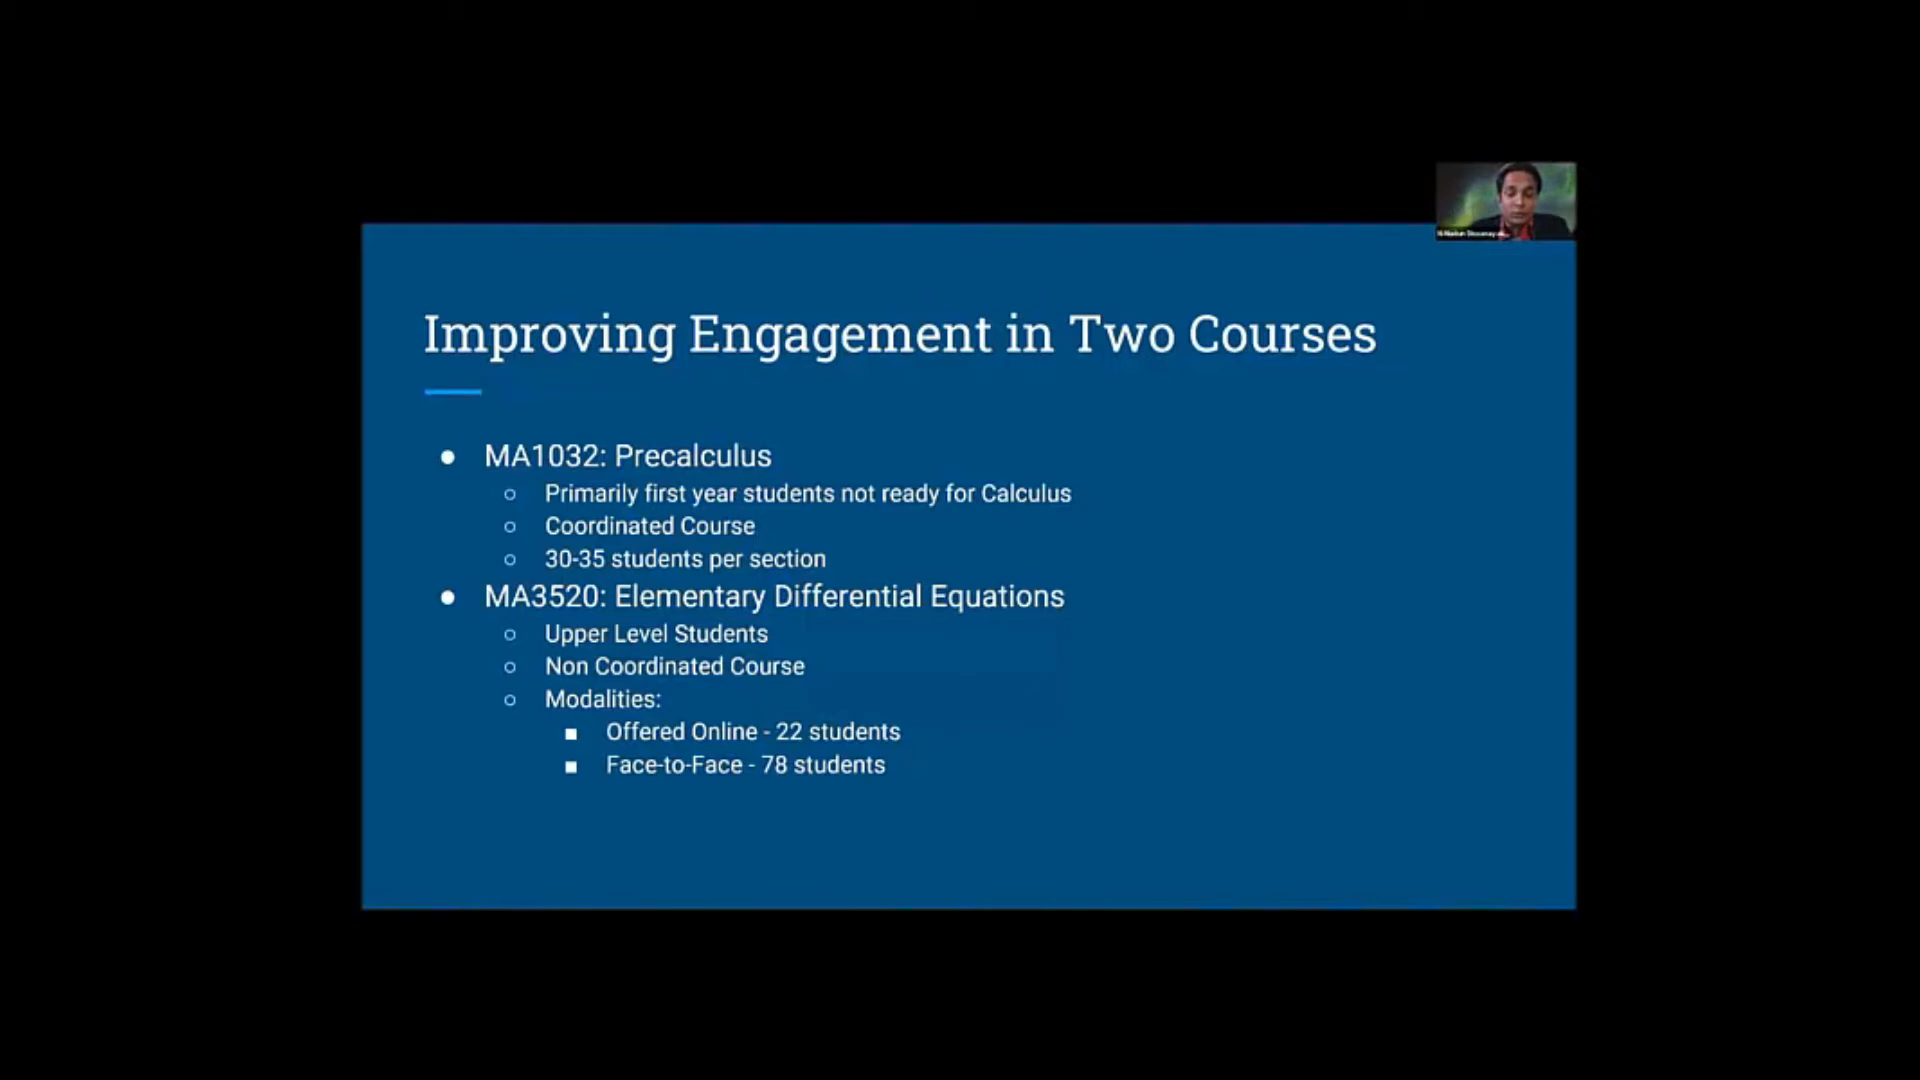 Improving Engagement in Two Courses
MA1032: Precalculus
Primarily first year students not ready for Calculus
Coordinated Course
30-35 students per section
MA3520: Elementary Differential Equations
Upper Level Students
Non Coordinated Course
Modalities:
Offered Online - 22 students
Face-to-Face - 78 students